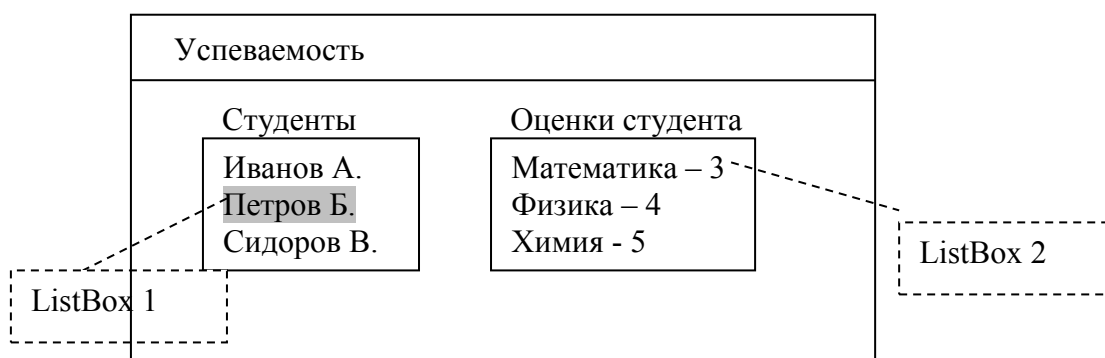 Успеваемость
Студенты
Оценки студента
Иванов А.
Петров Б.
Сидоров В.
Математика – 3
Физика – 4
Химия - 5
ListBox 1
ListBox 2